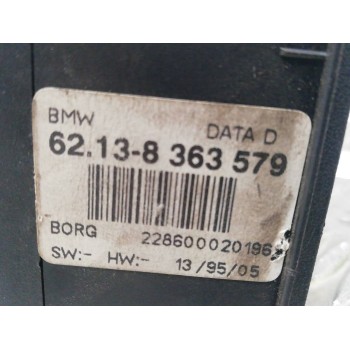 BMW DATA D
62.13-8 363 579
BORG 228600020196
SW:- HW:- 13/95/05